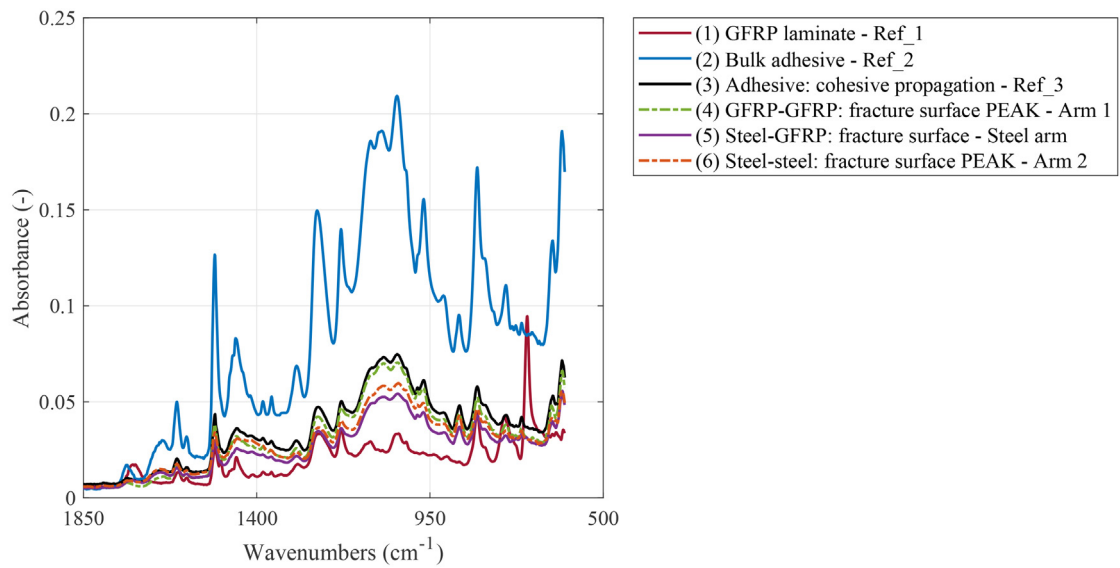 0.25
0.2
0.15
0.1
0.05
0
1850
1400
950
500
Absorbance (-)
Wavenumbers (cm⁻¹)
(1) GFRP laminate - Ref_1
(2) Bulk adhesive - Ref_2
(3) Adhesive: cohesive propagation - Ref_3
(4) GFRP-GFRP: fracture surface PEAK - Arm 1
(5) Steel-GFRP: fracture surface - Steel arm
(6) Steel-steel: fracture surface PEAK - Arm 2